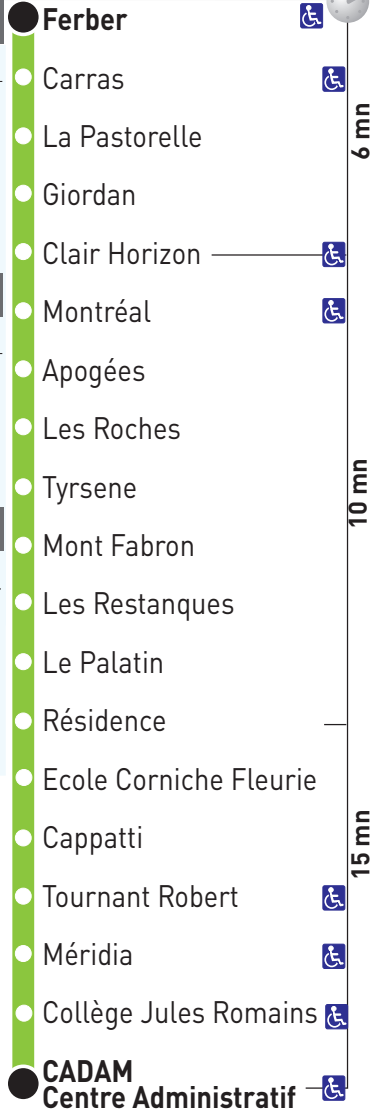 Ferber
Carras
La Pastorelle
6 mn
Giordan
Clair Horizon
Montréal
Apogées
Les Roches
Tyrsene
10 mn
Mont Fabron
Les Restanques
Le Palatin
Résidence
Ecole Corniche Fleurie
Cappatti
15 mn
Tournant Robert
Méridia
Collège Jules Romains
CADAM
Centre Administratif